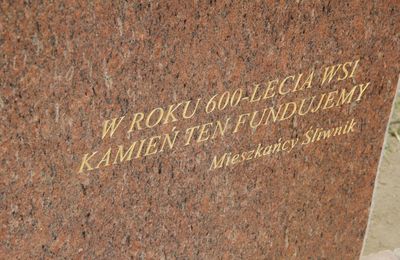 W ROKU 600-LECIA WSI
KAMIEŃ TEN FUNDUJEMY
Mieszkańcy Śliwnik